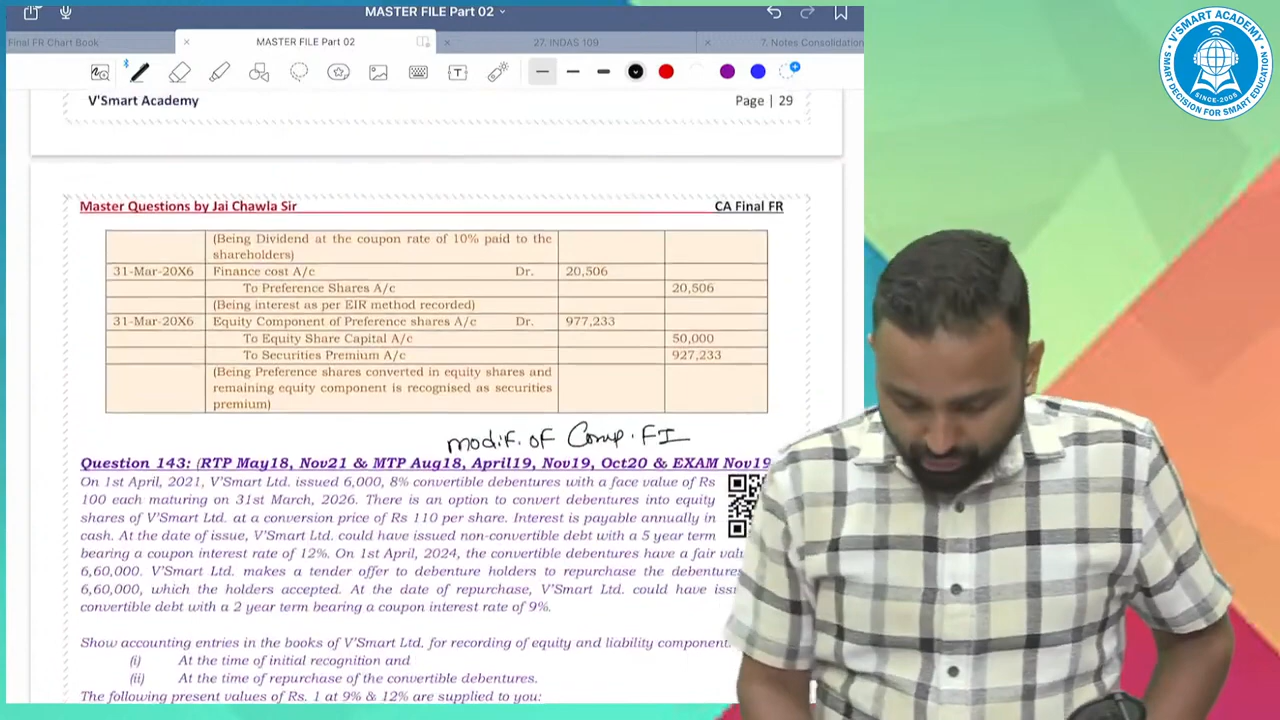 MASTER FILE Part 02
Final FR Chart Book
MASTER FILE Part 02
27. INDAS 109
7. Notes Consolidation
V'Smart Academy
Page | 29
Master Questions by Jai Chawla Sir
CA Final FR
(Being Dividend at the coupon rate of 10% paid to the
shareholders)
31-Mar-20X6 Finance cost A/c Dr. 20,506
To Preference Shares A/c 20,506
(Being interest as per EIR method recorded)
31-Mar-20X6 Equity Component of Preference shares A/c Dr. 977,233
To Equity Share Capital A/c 50,000
To Securities Premium A/c 927,233
(Being Preference shares converted in equity shares and
remaining equity component is recognised as securities
premium)
modif. of Comp. FI
Question 143: (RTP May18, Nov21 & MTP Aug18, April19, Nov19, Oct20 & EXAM Nov19
On 1st April, 2021, V'Smart Ltd. issued 6,000, 8% convertible debentures with a face value of Rs
100 each maturing on 31st March, 2026. There is an option to convert debentures into equity
shares of V'Smart Ltd. at a conversion price of Rs 110 per share. Interest is payable annually in
cash. At the date of issue, V'Smart Ltd. could have issued non-convertible debt with a 5 year term
bearing a coupon interest rate of 12%. On 1st April, 2024, the convertible debentures have a fair
6,60,000. V'Smart Ltd. makes a tender offer to debenture holders to repurchase the debentures
6,60,000, which the holders accepted. At the date of repurchase, V'Smart Ltd. could have
convertible debt with a 2 year term bearing a coupon interest rate of 9%.
Show accounting entries in the books of V'Smart Ltd. for recording of equity and liability component
(i) At the time of initial recognition and
(ii) At the time of repurchase of the convertible debentures.
The following present values of Rs. 1 at 9% & 12% are supplied to you:
V'SMART ACADEMY
SINCE-2008
SMART DECISION FOR SMART EDUCATION